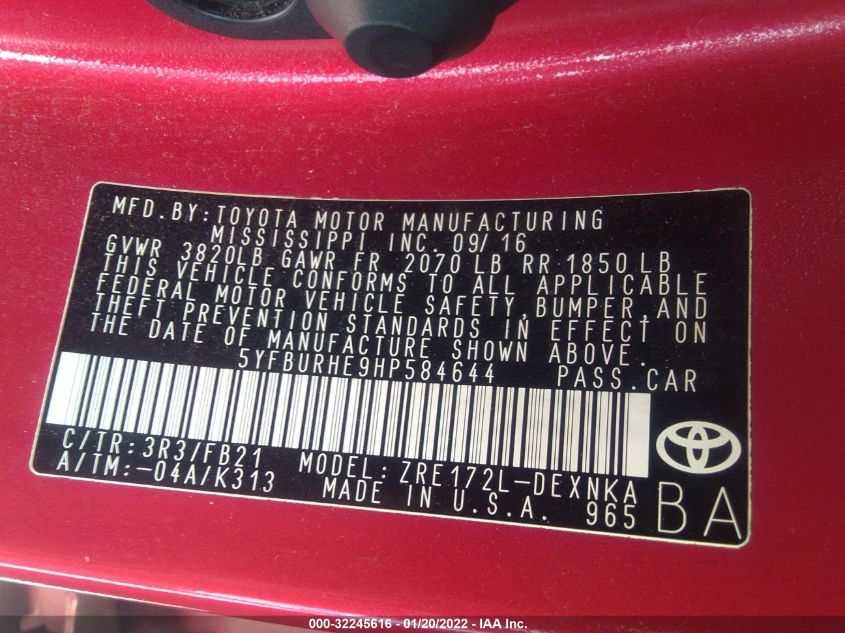 MFD.BY:TOYOTA MOTOR MANUFACTURING
MISSISSIPPI INC. 09/16
GVWR 3820LB GAWR FR 2070 LB RR 1850 LB
THIS VEHICLE CONFORMS TO ALL APPLICABLE
FEDERAL MOTOR VEHICLE SAFETY, BUMPER, AND
THEFT PREVENTION STANDARDS IN EFFECT ON
THE DATE OF MANUFACTURE SHOWN ABOVE.
5YFBURHE9HP584644 PASS.CAR
C/TR:3R3/FB21 MODEL:ZRE172L-DEXNKA
A/TM:-04A/K313 MADE IN U.S.A. 965
BA
000-32245616 - 01/20/2022 - IAA Inc.